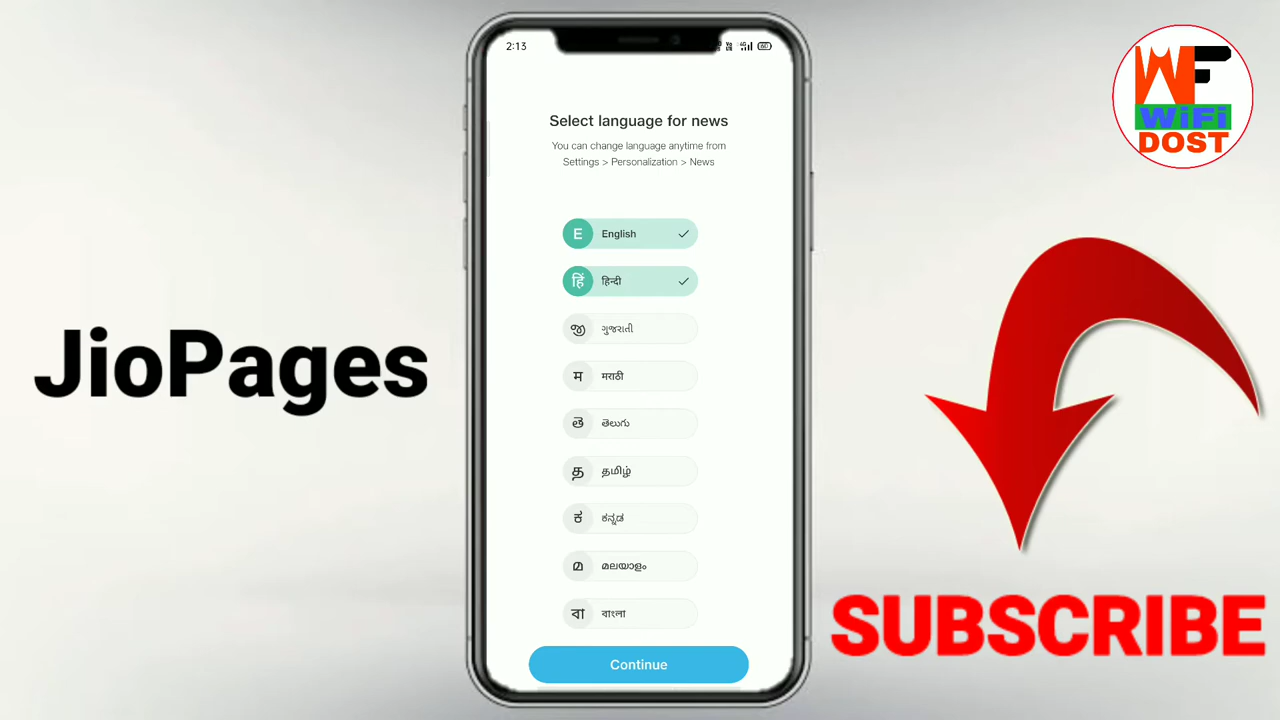 2:13
WF
WiFi
DOST
Select language for news
You can change language anytime from
Settings > Personalization > News
E English
हिं हिन्दी
જી ગુજરાતી
म मराठी
తె తెలుగు
த தமிழ்
ಕ ಕನ್ನಡ
മ മലയാളം
বা বাংলা
Continue
JioPages
SUBSCRIBE